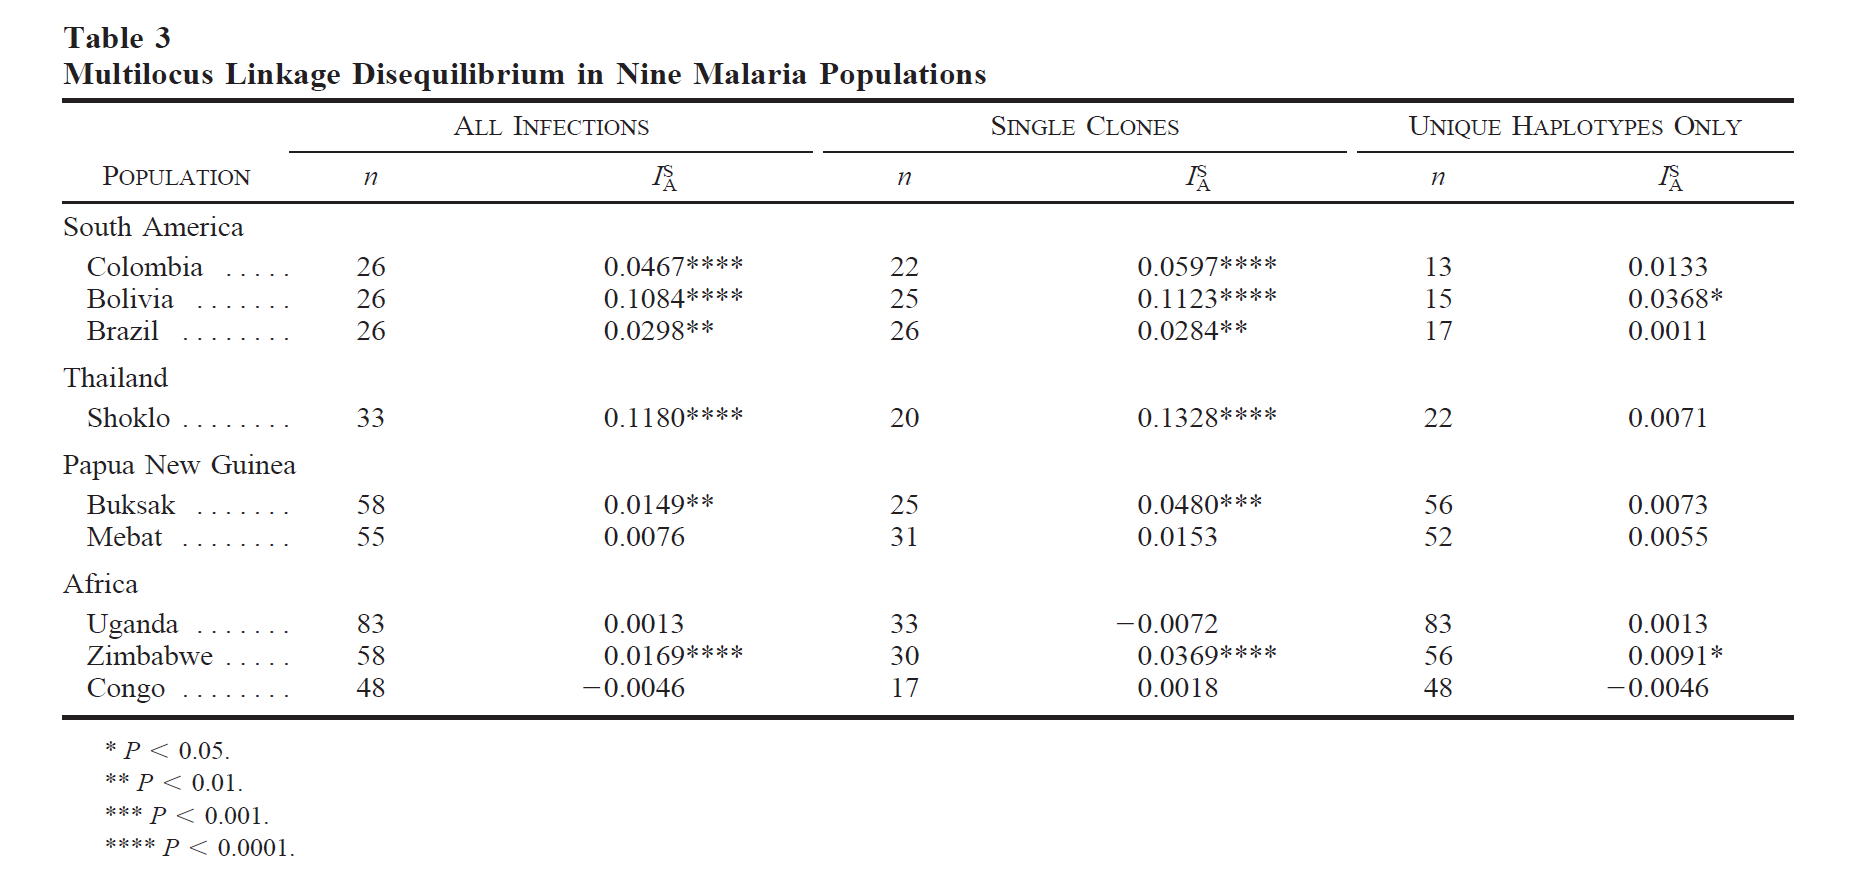 Table 3
Multilocus Linkage Disequilibrium in Nine Malaria Populations
ALL INFECTIONS SINGLE CLONES UNIQUE HAPLOTYPES ONLY
POPULATION n I^S_A n I^S_A n I^S_A
South America
Colombia ..... 26 0.0467**** 22 0.0597**** 13 0.0133
Bolivia ....... 26 0.1084**** 25 0.1123**** 15 0.0368*
Brazil ........ 26 0.0298** 26 0.0284** 17 0.0011
Thailand
Shoklo ........ 33 0.1180**** 20 0.1328**** 22 0.0071
Papua New Guinea
Buksak ....... 58 0.0149** 25 0.0480*** 56 0.0073
Mebat ........ 55 0.0076 31 0.0153 52 0.0055
Africa
Uganda ....... 83 0.0013 33 −0.0072 83 0.0013
Zimbabwe ..... 58 0.0169**** 30 0.0369**** 56 0.0091*
Congo ........ 48 −0.0046 17 0.0018 48 −0.0046
* P < 0.05.
** P < 0.01.
*** P < 0.001.
**** P < 0.0001.